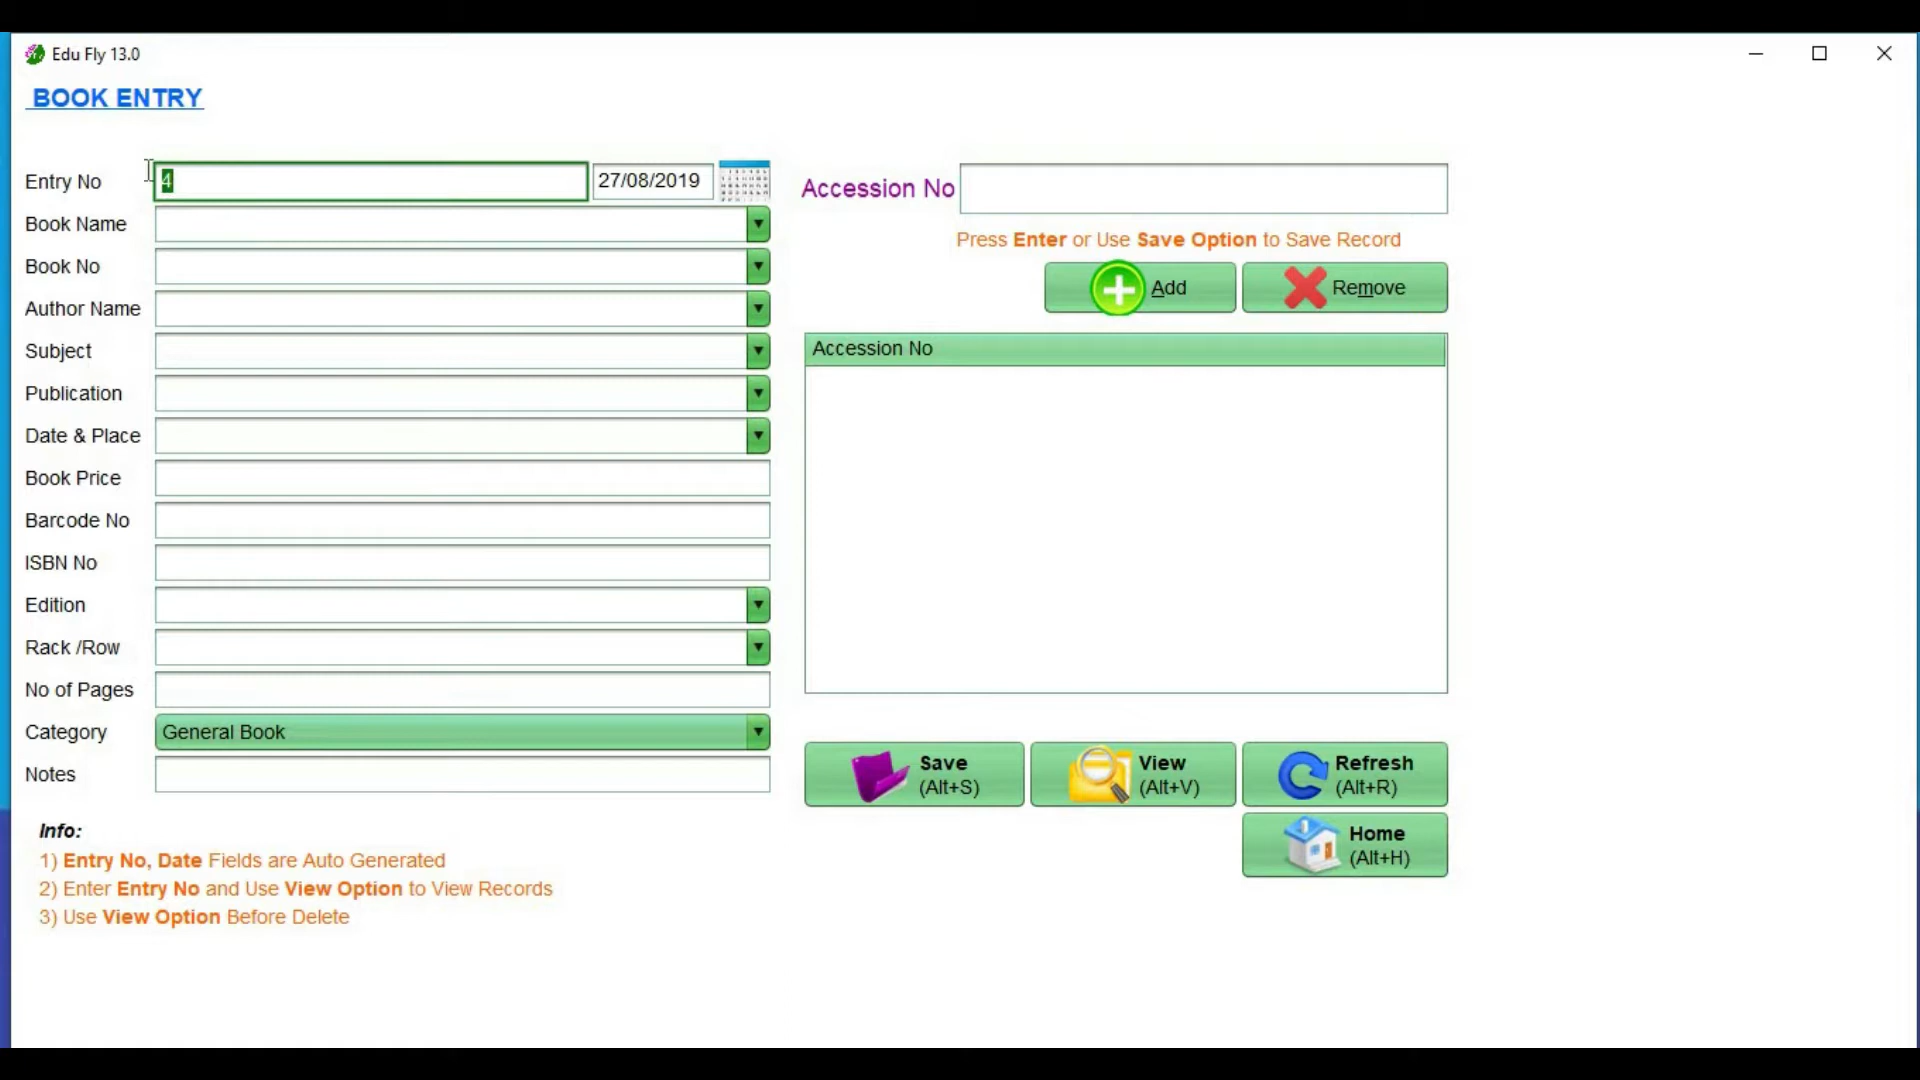 Edu Fly 13.0
BOOK ENTRY
Entry No 4 27/08/2019
Book Name
Book No
Author Name
Subject
Publication
Date & Place
Book Price
Barcode No
ISBN No
Edition
Rack /Row
No of Pages
Category General Book
Notes
Info:
1) Entry No, Date Fields are Auto Generated
2) Enter Entry No and Use View Option to View Records
3) Use View Option Before Delete
Accession No
Press Enter or Use Save Option to Save Record
Add Remove
Accession No
Save (Alt+S)
View (Alt+V)
Refresh (Alt+R)
Home (Alt+H)